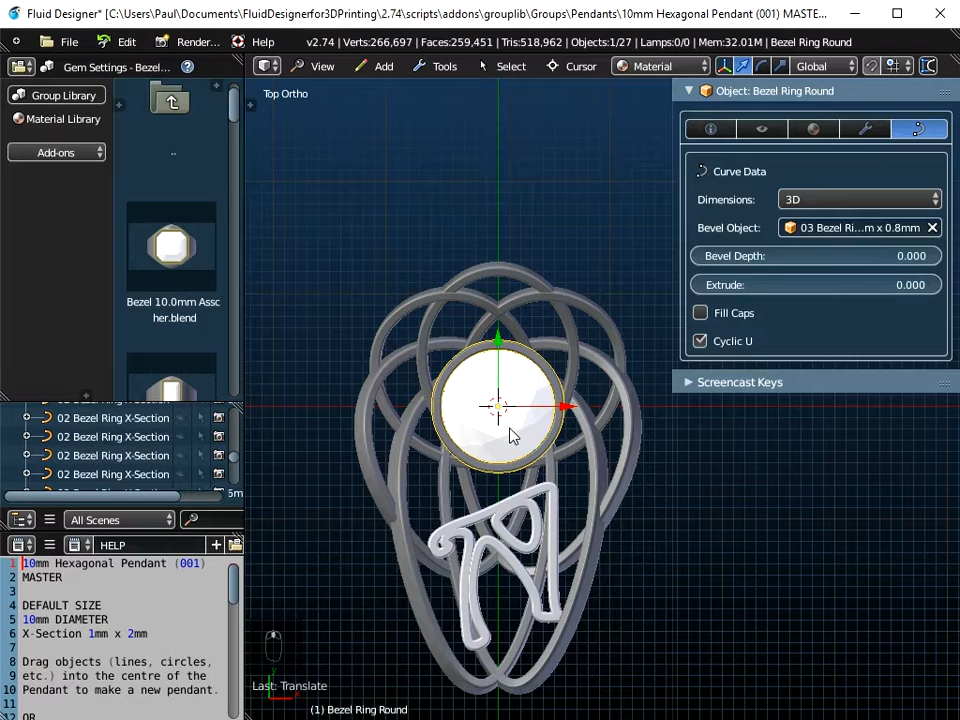 Fluid Designer* [C:\Users\Paul\Documents\FluidDesignerfor3DPrinting\2.74\scripts\addons\grouplib\Groups\Pendants\10mm Hexagonal Pendant (001) MASTE...
File Edit Render... Help v2.74 | Verts:266,697 | Faces:259,451 | Tris:518,962 | Objects:1/27 | Lamps:0/0 | Mem:32.01M | Bezel Ring Round
Gem Settings - Bezel... View Add Tools Select Cursor Material Global
Group Library
Material Library
Add-ons
..
Bezel 10.0mm Assc
her.blend
Top Ortho
Object: Bezel Ring Round
Curve Data
Dimensions: 3D
Bevel Object: 03 Bezel Ri...m x 0.8mm
Bevel Depth: 0.000
Extrude: 0.000
Fill Caps
Cyclic U
Screencast Keys
02 Bezel Ring X-Section
02 Bezel Ring X-Section
02 Bezel Ring X-Section
02 Bezel Ring X-Section
5m
All Scenes
HELP
1 10mm Hexagonal Pendant (001)
2 MASTER
3
4 DEFAULT SIZE
5 10mm DIAMETER
6 X-Section 1mm x 2mm
7
8 Drag objects (lines, circles,
9 etc.) into the centre of the
10 Pendant to make a new pendant.
11
12 OR
Last: Translate
(1) Bezel Ring Round